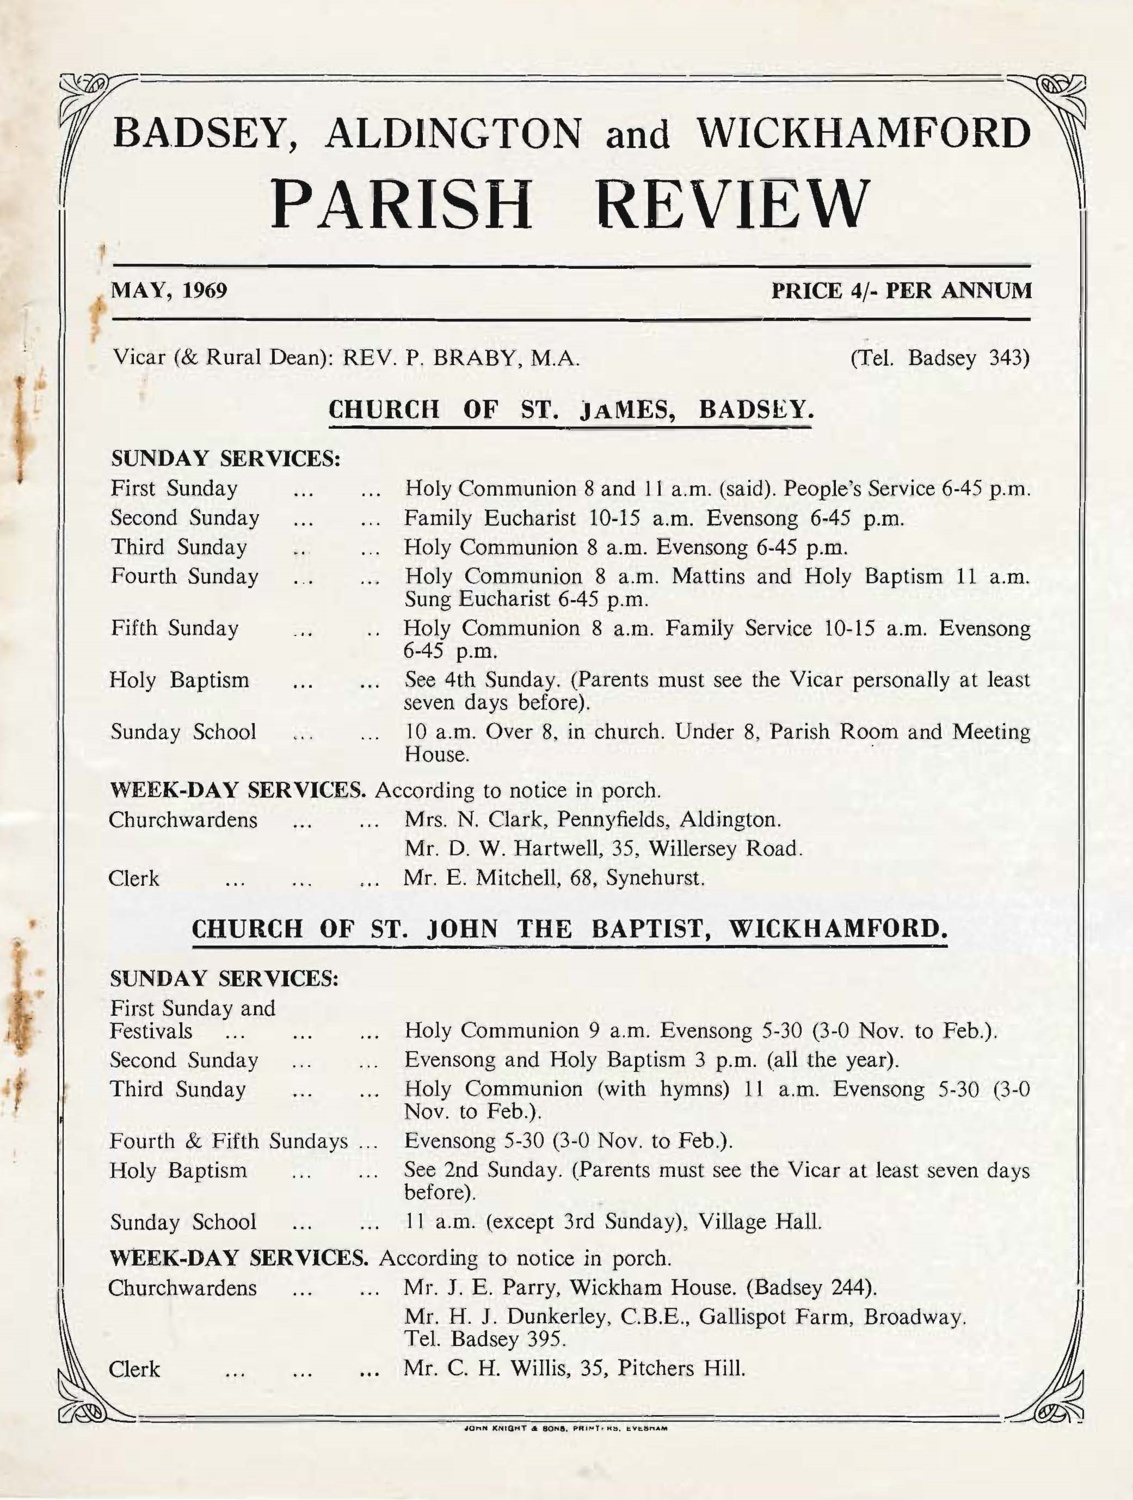 BADSEY, ALDINGTON and WICKHAMFORD
PARISH REVIEW
MAY, 1969 PRICE 4/- PER ANNUM
Vicar (& Rural Dean): REV. P. BRABY, M.A. (Tel. Badsey 343)
CHURCH OF ST. JAMES, BADSEY.
SUNDAY SERVICES:
First Sunday ... ... Holy Communion 8 and 11 a.m. (said). People's Service 6-45 p.m.
Second Sunday ... ... Family Eucharist 10-15 a.m. Evensong 6-45 p.m.
Third Sunday .. ... Holy Communion 8 a.m. Evensong 6-45 p.m.
Fourth Sunday ... ... Holy Communion 8 a.m. Mattins and Holy Baptism 11 a.m.
Sung Eucharist 6-45 p.m.
Fifth Sunday ... .. Holy Communion 8 a.m. Family Service 10-15 a.m. Evensong
6-45 p.m.
Holy Baptism ... ... See 4th Sunday. (Parents must see the Vicar personally at least
seven days before).
Sunday School ... ... 10 a.m. Over 8, in church. Under 8, Parish Room and Meeting
House.
WEEK-DAY SERVICES. According to notice in porch.
Churchwardens ... ... Mrs. N. Clark, Pennyfields, Aldington.
Mr. D. W. Hartwell, 35, Willersey Road.
Clerk ... ... ... Mr. E. Mitchell, 68, Synehurst.
CHURCH OF ST. JOHN THE BAPTIST, WICKHAMFORD.
SUNDAY SERVICES:
First Sunday and
Festivals ... ... ... Holy Communion 9 a.m. Evensong 5-30 (3-0 Nov. to Feb.).
Second Sunday ... ... Evensong and Holy Baptism 3 p.m. (all the year).
Third Sunday ... ... Holy Communion (with hymns) 11 a.m. Evensong 5-30 (3-0
Nov. to Feb.).
Fourth & Fifth Sundays ... Evensong 5-30 (3-0 Nov. to Feb.).
Holy Baptism ... ... See 2nd Sunday. (Parents must see the Vicar at least seven days
before).
Sunday School ... ... 11 a.m. (except 3rd Sunday), Village Hall.
WEEK-DAY SERVICES. According to notice in porch.
Churchwardens ... ... Mr. J. E. Parry, Wickham House. (Badsey 244).
Mr. H. J. Dunkerley, C.B.E., Gallispot Farm, Broadway.
Tel. Badsey 395.
Clerk ... ... ... Mr. C. H. Willis, 35, Pitchers Hill.
JOHN KNIGHT & SONS, PRINTERS, EVESHAM